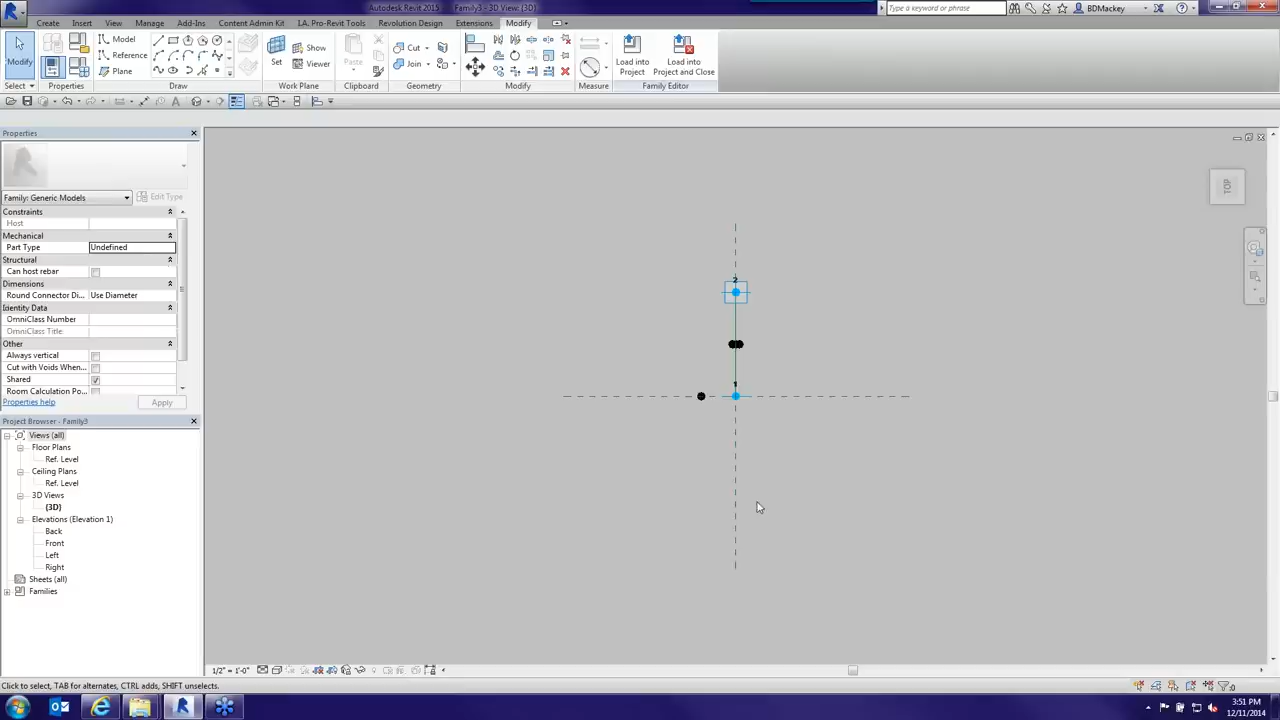 Autodesk Revit 2015 - Family3 - 3D View: {3D}
Type a keyword or phrase
BDMackey
Create Insert View Manage Add-Ins Content Admin Kit I.A. Pro-Revit Tools Revolution Design Extensions Modify
Modify
Model
Reference
Plane
Set
Show
Viewer
Paste
Cut
Join
Load into
Project
Load into
Project and Close
Select
Properties
Draw
Work Plane
Clipboard
Geometry
Modify
Measure
Family Editor
Properties
Family: Generic Models
Edit Type
Constraints
Host
Mechanical
Part Type Undefined
Structural
Can host rebar
Dimensions
Round Connector Di... Use Diameter
Identity Data
OmniClass Number
OmniClass Title
Other
Always vertical
Cut with Voids When...
Shared
Room Calculation Po...
Properties help
Apply
Project Browser - Family3
Views (all)
Floor Plans
Ref. Level
Ceiling Plans
Ref. Level
3D Views
{3D}
Elevations (Elevation 1)
Back
Front
Left
Right
Sheets (all)
Families
TOP
2
1
1/2" = 1'-0"
Click to select, TAB for alternates, CTRL adds, SHIFT unselects.
:0
3:51 PM
12/11/2014